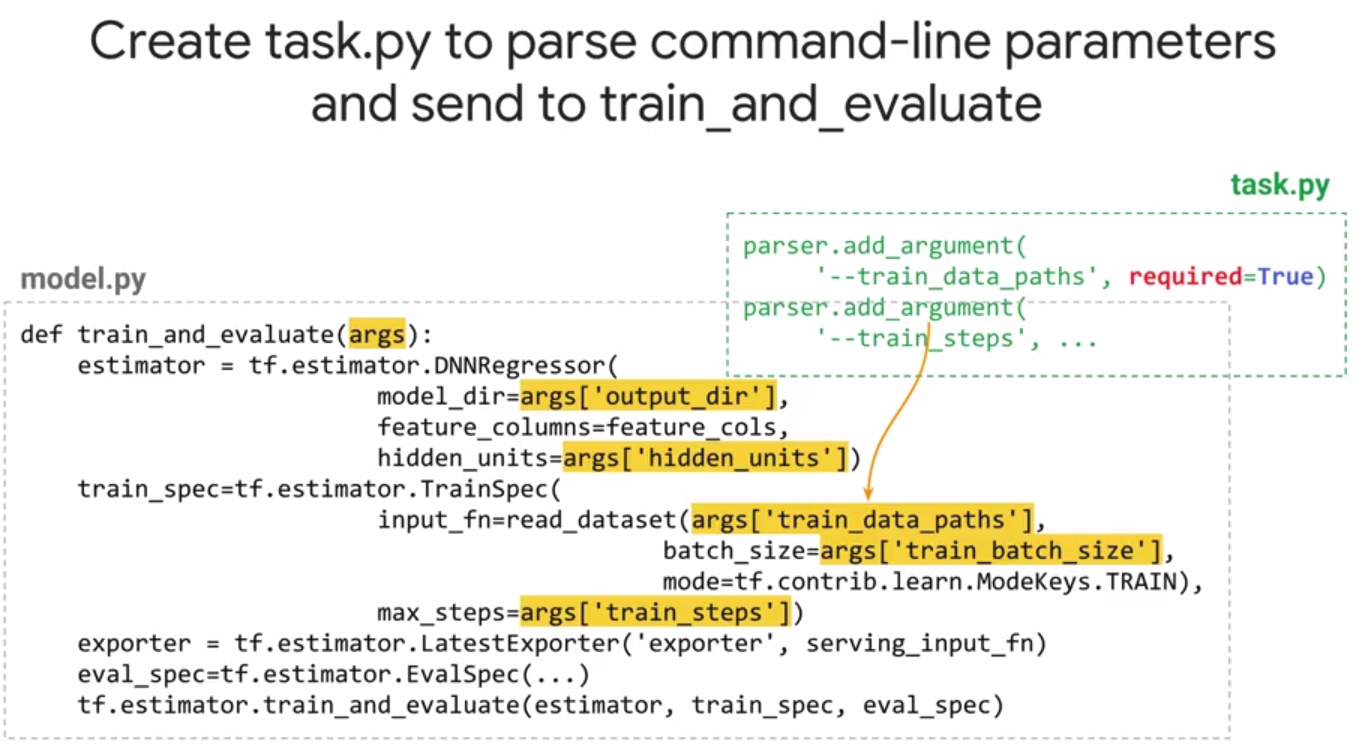 Create task.py to parse command-line parameters
and send to train_and_evaluate
task.py
parser.add_argument(
'--train_data_paths', required=True)
parser.add_argument(
'--train_steps', ...
model.py
def train_and_evaluate(args):
estimator = tf.estimator.DNNRegressor(
model_dir=args['output_dir'],
feature_columns=feature_cols,
hidden_units=args['hidden_units'])
train_spec=tf.estimator.TrainSpec(
input_fn=read_dataset(args['train_data_paths'],
batch_size=args['train_batch_size'],
mode=tf.contrib.learn.ModeKeys.TRAIN),
max_steps=args['train_steps'])
exporter = tf.estimator.LatestExporter('exporter', serving_input_fn)
eval_spec=tf.estimator.EvalSpec(...)
tf.estimator.train_and_evaluate(estimator, train_spec, eval_spec)